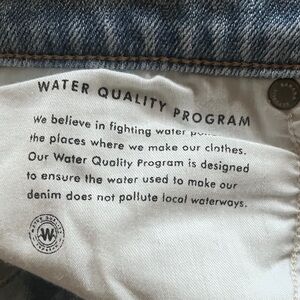 WATER QUALITY PROGRAM
We believe in fighting water
the places where we make our clothes.
Our Water Quality Program is designed
to ensure the water used to make our
denim does not pollute local waterways.
W